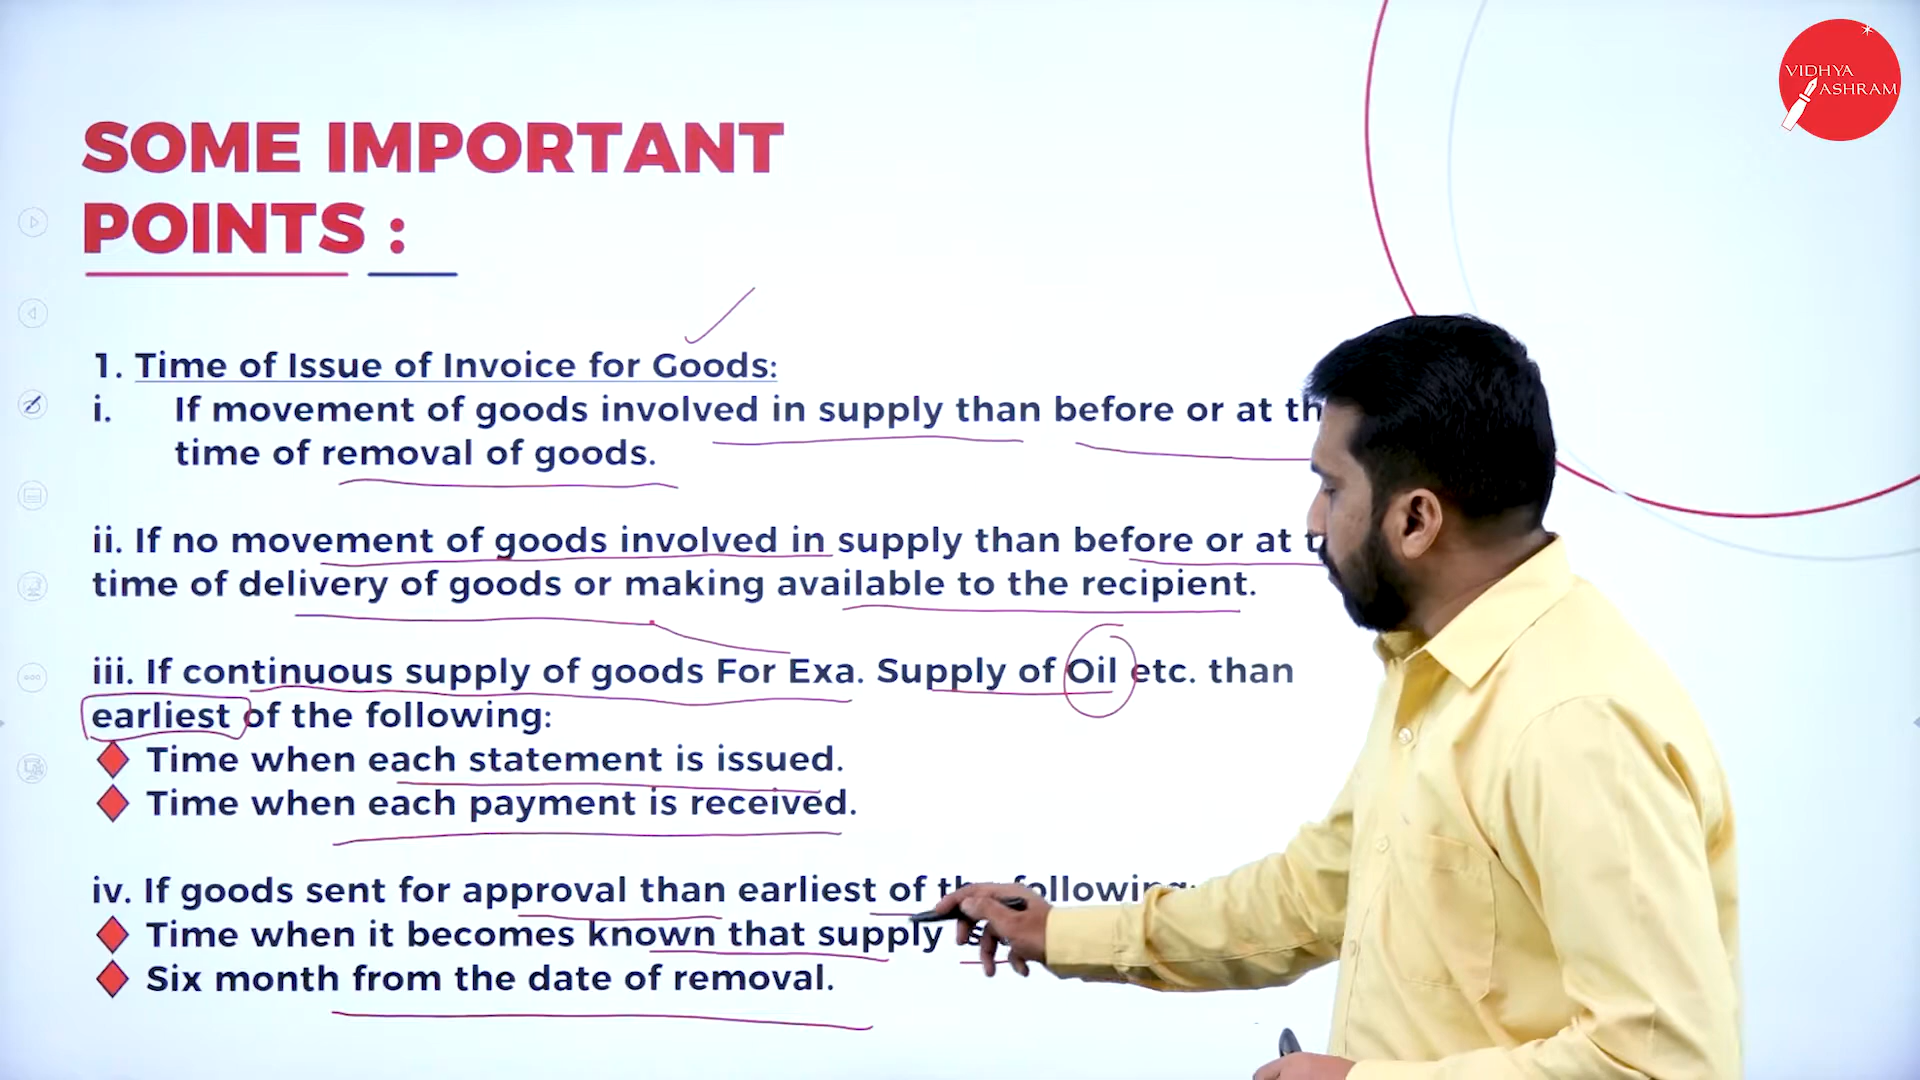 VIDHYA
ASHRAM
SOME IMPORTANT
POINTS :
1. Time of Issue of Invoice for Goods:
i. If movement of goods involved in supply than before or at
time of removal of goods.
ii. If no movement of goods involved in supply than before or at
time of delivery of goods or making available to the recipient.
iii. If continuous supply of goods For Exa. Supply of Oil etc. than
earliest of the following:
Time when each statement is issued.
Time when each payment is received.
iv. If goods sent for approval than earliest of following:
Time when it becomes known that supply
Six month from the date of removal.